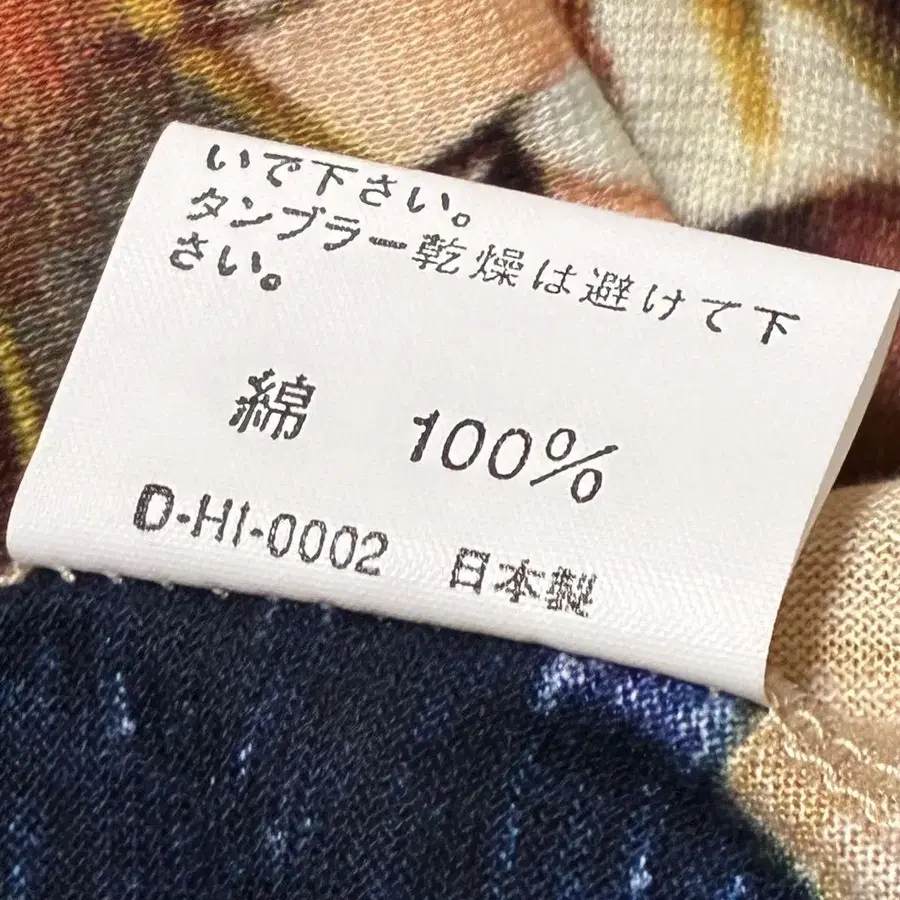 いで下さい。
タンブラー乾燥は避けて下
さい。
綿 100%
D-HI-0002 日本製